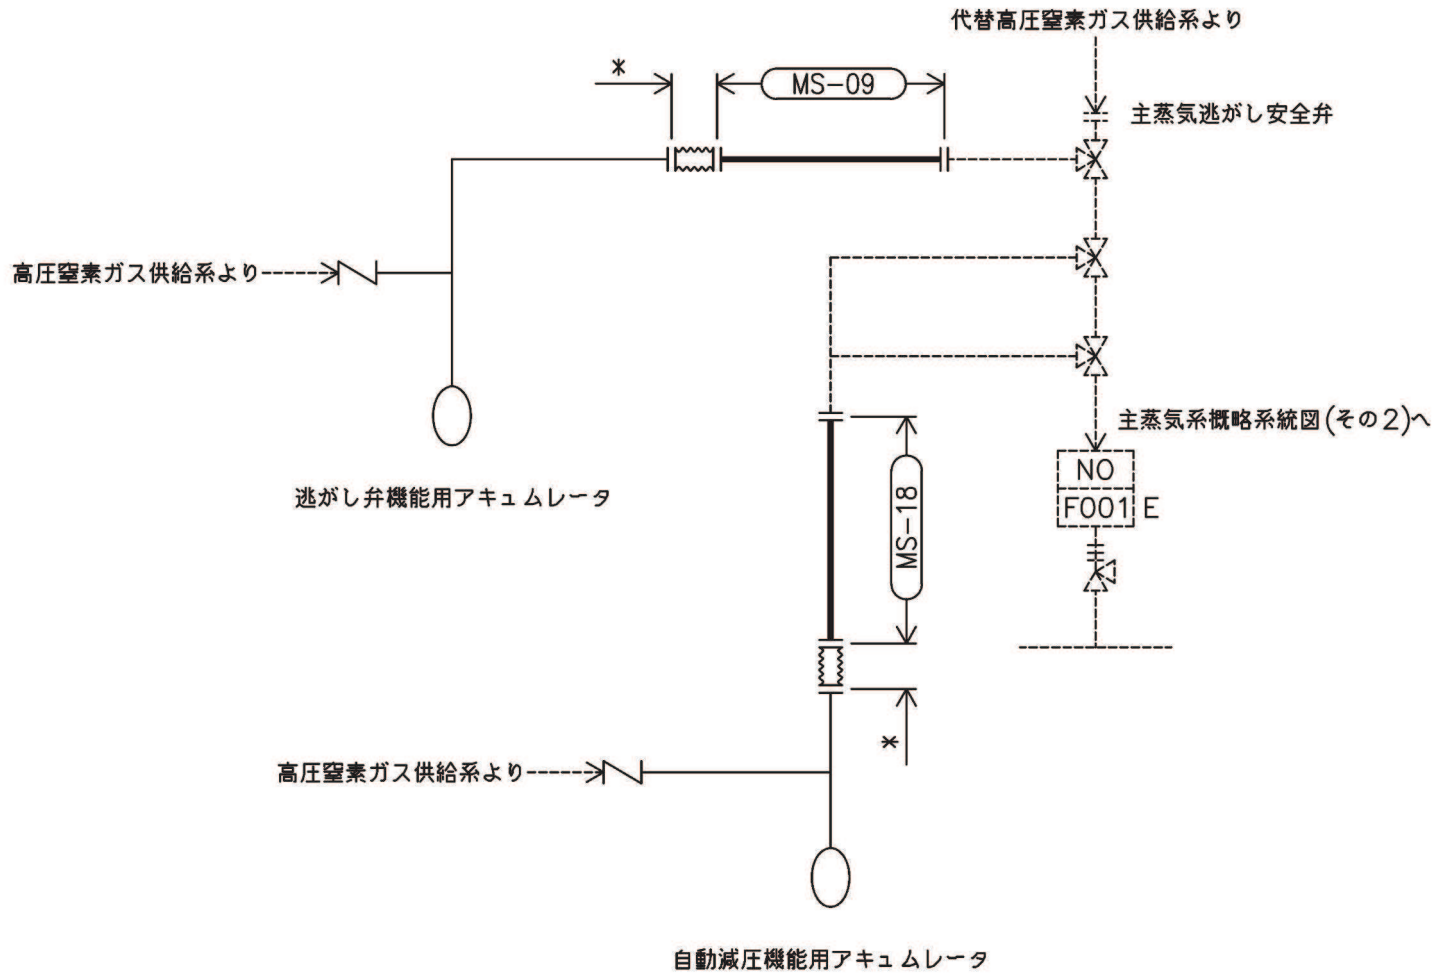 代替高圧窒素ガス供給系より
*
MS-09
主蒸気逃がし安全弁
高圧窒素ガス供給系より
主蒸気系概略系統図(その2)へ
NO
F001 E
逃がし弁機能用アキュムレータ
MS-18
*
高圧窒素ガス供給系より
自動減圧機能用アキュムレータ